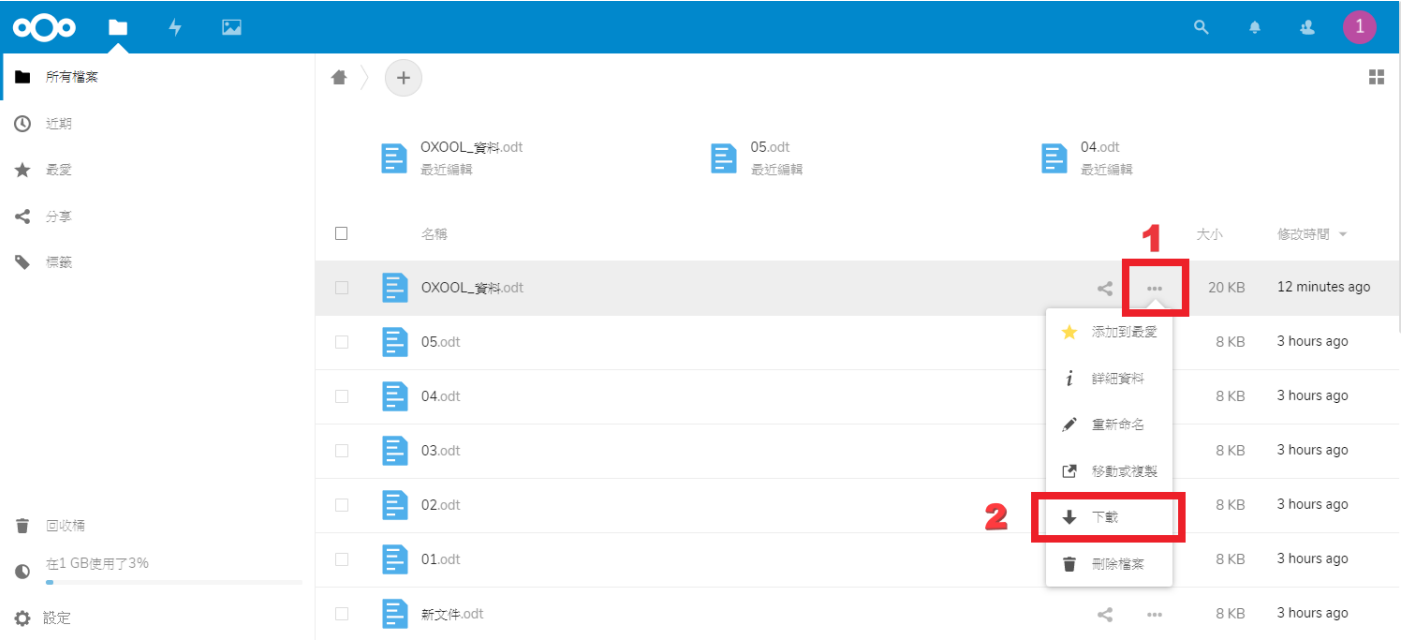 1
所有檔案
近期
最愛
分享
標籤
OXOOL_資料.odt
最近編輯
05.odt
最近編輯
04.odt
最近編輯
名稱
大小
修改時間
1
OXOOL_資料.odt
20 KB
12 minutes ago
添加到最愛
05.odt
8 KB
3 hours ago
詳細資料
04.odt
8 KB
3 hours ago
重新命名
03.odt
8 KB
3 hours ago
移動或複製
02.odt
8 KB
3 hours ago
2
下載
01.odt
8 KB
3 hours ago
刪除檔案
新文件.odt
8 KB
3 hours ago
回收桶
在1 GB使用了3%
設定